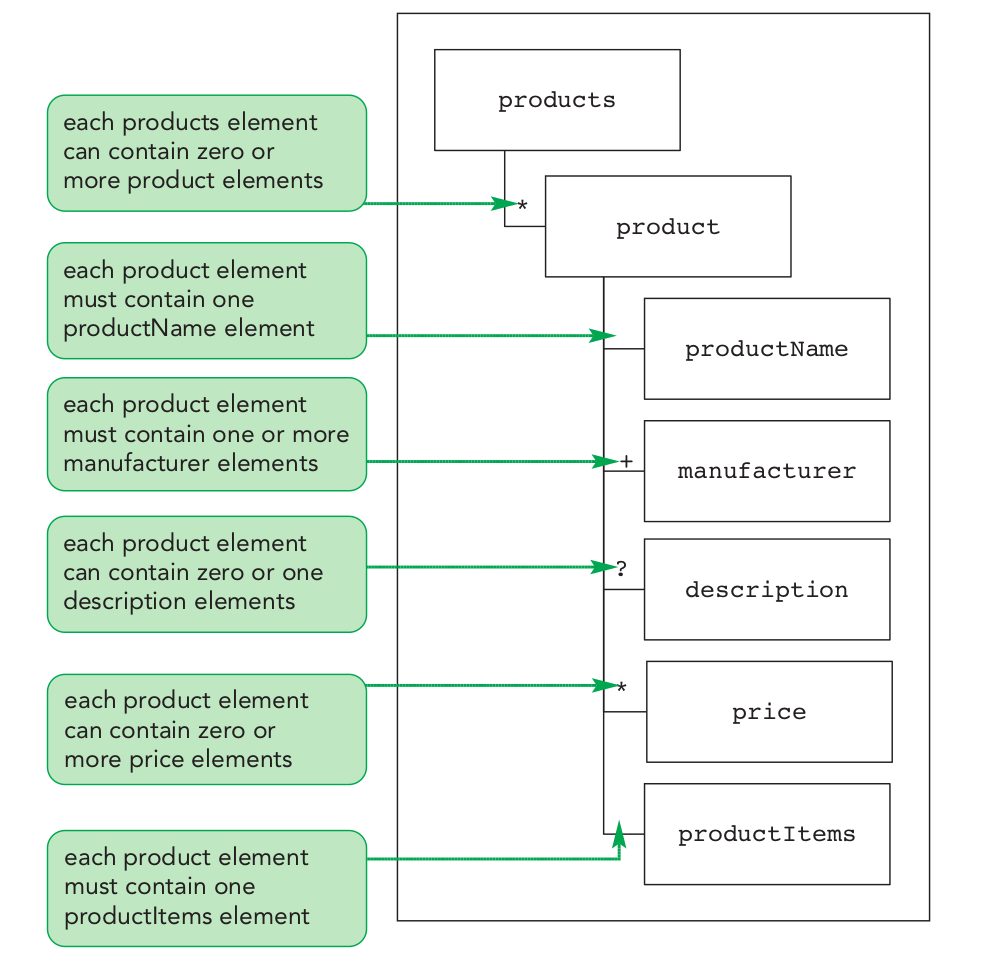 products
each products element
can contain zero or
more product elements
*
product
each product element
must contain one
productName element
productName
each product element
must contain one or more
manufacturer elements
+
manufacturer
each product element
can contain zero or one
description elements
?
description
each product element
can contain zero or
more price elements
*
price
each product element
must contain one
productItems element
productItems